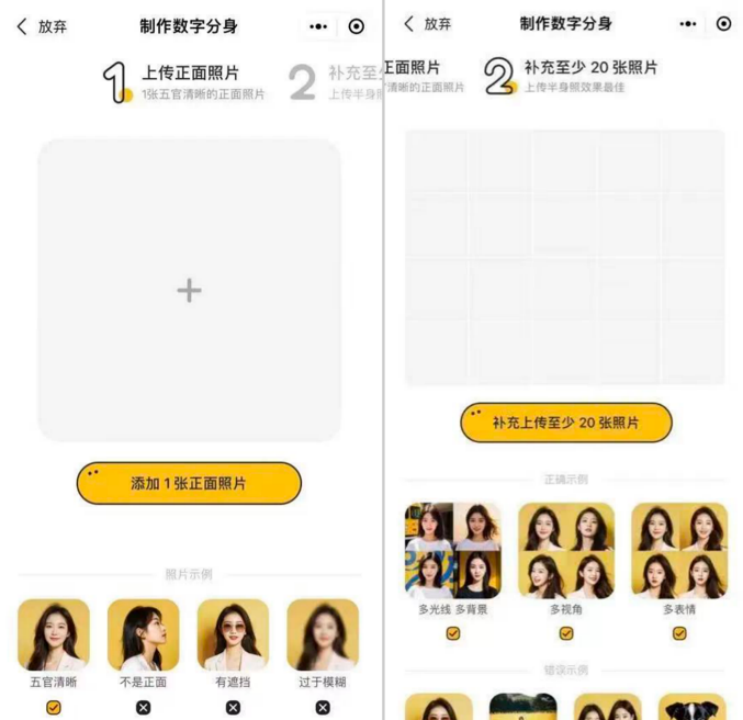 放弃
制作数字分身
1
上传正面照片
1张五官清晰的正面照片
2
补充至
上传半身
添加 1 张正面照片
照片示例
五官清晰
不是正面
有遮挡
过于模糊
放弃
制作数字分身
正面照片
清晰的正面照片
2
补充至少 20 张照片
上传半身照效果最佳
补充上传至少 20 张照片
正确示例
多光线 多背景
多视角
多表情
错误示例